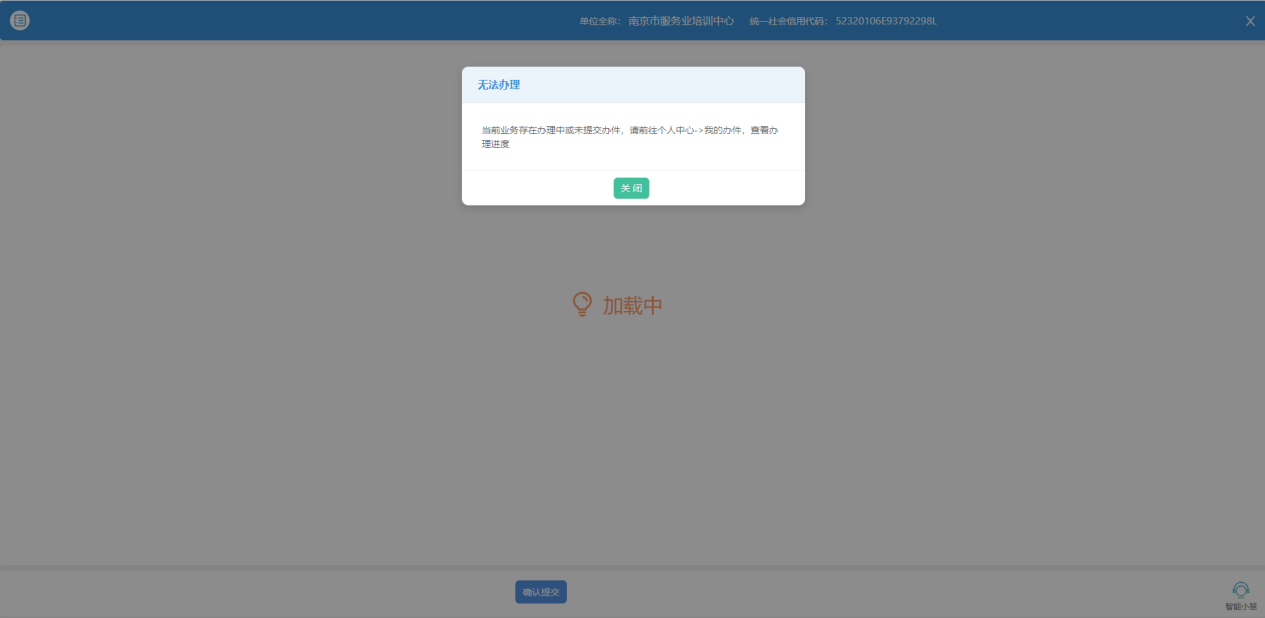 单位全称: 南京市服务业培训中心 统一社会信用代码: 52320106E93792298L
无法办理
当前业务存在办理中或未提交办件，请前往个人中心->我的办件，查看办
理进度
关 闭
加载中
确认提交
智能小慧